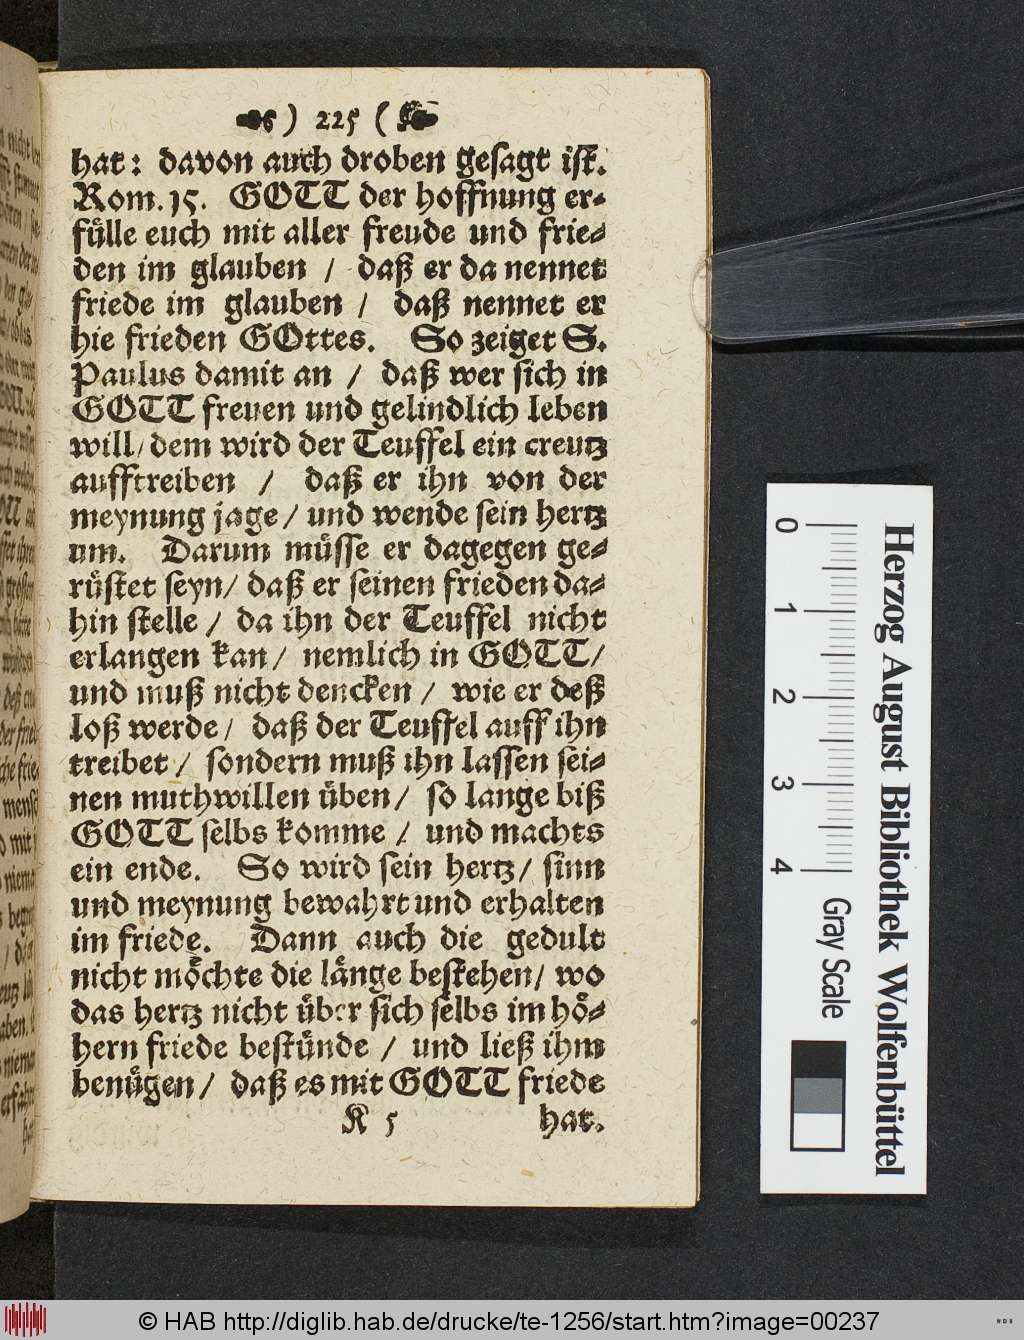 ) 225 (
hat: davon auch droben gesagt ist.
Rom. 15. GOTT der hoffnung er-
fülle euch mit aller freude und frie-
den im glauben / daß er da nennet
friede im glauben / daß nennet er
hie frieden GOttes. So zeiget S.
Paulus damit an / daß wer sich in
GOTT freuen und gelindlich leben
will / dem wird der Teuffel ein creutz
aufftreiben / daß er ihn von der
meynung jage / und wende sein hertz
um. Darum müsse er dagegen ge-
rüstet seyn / daß er seinen frieden da-
hin stelle / da ihn der Teuffel nicht
erlangen kan / nemlich in GOTT /
und muß nicht dencken / wie er deß
loß werde / daß der Teuffel auff ihn
treibet / sondern muß ihn lassen sei-
nen muthwillen üben / so lange biß
GOTT selbs komme / und machts
ein ende. So wird sein hertz / sinn
und meynung bewahrt und erhalten
im friede. Dann auch die gedult
nicht möchte die länge bestehen / wo
das hertz nicht über sich selbs im hö-
hern friede bestünde / und ließ ihm
benügen / daß es mit GOTT friede
K 5 hat.
0 1 2 3 4
Herzog August Bibliothek Wolfenbüttel
Gray Scale
© HAB http://diglib.hab.de/drucke/te-1256/start.htm?image=00237